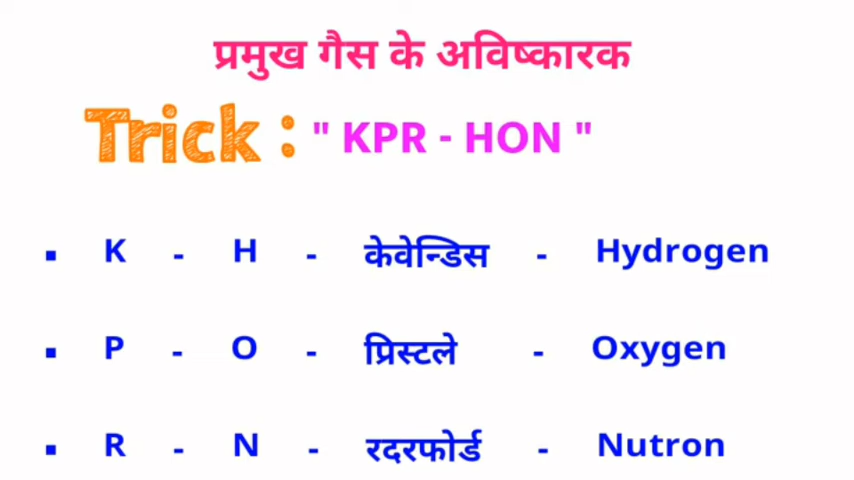 प्रमुख गैस के अविष्कारक
Trick : " KPR - HON "
▪ K - H - केवेन्डिस - Hydrogen
▪ P - O - प्रिस्टले - Oxygen
▪ R - N - रदरफोर्ड - Nutron